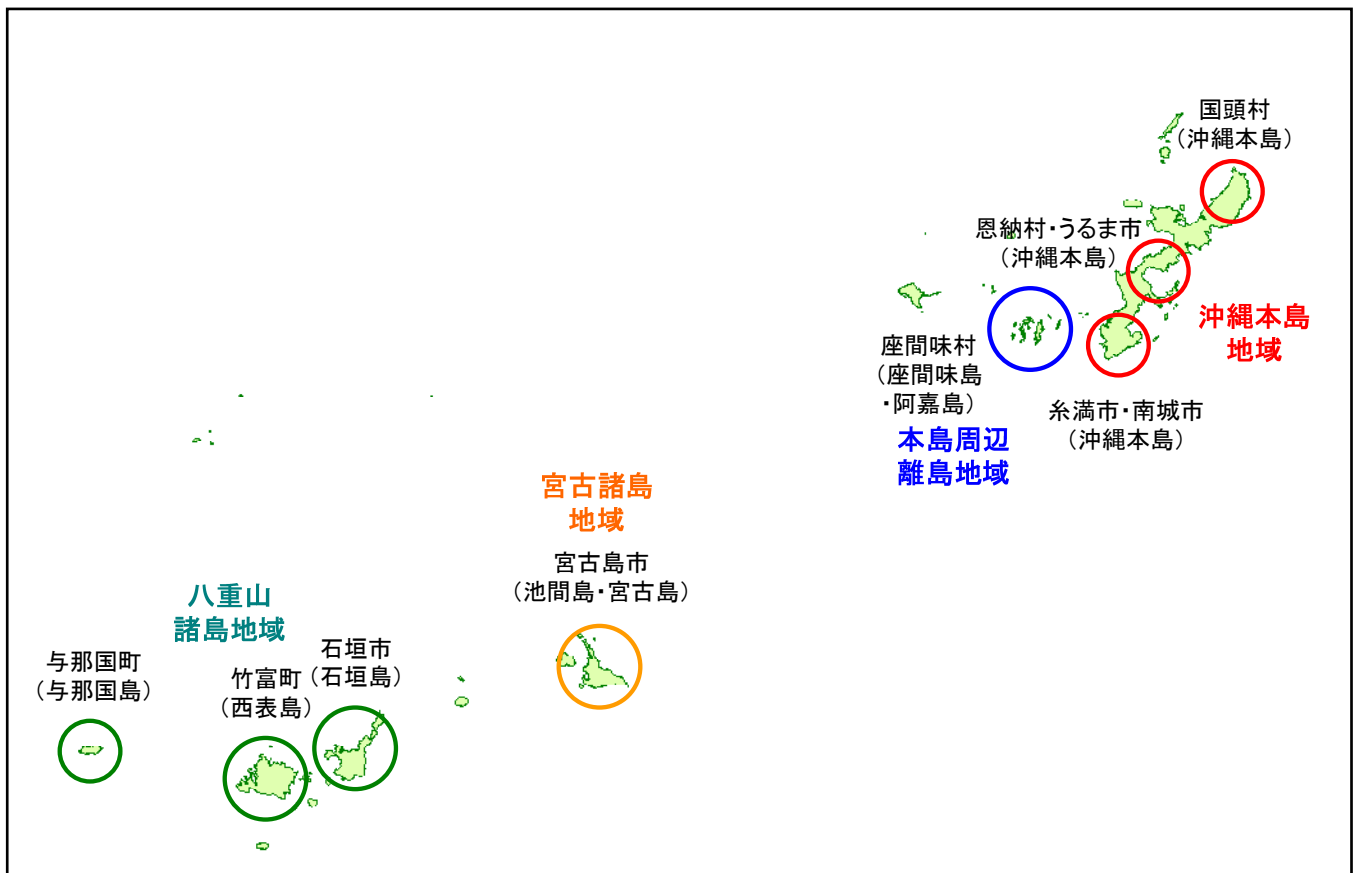 国頭村
（沖縄本島）
恩納村・うるま市
（沖縄本島）
沖縄本島
地域
座間味村
（座間味島
・阿嘉島）
糸満市・南城市
（沖縄本島）
本島周辺
離島地域
宮古諸島
地域
宮古島市
（池間島・宮古島）
八重山
諸島地域
石垣市
（石垣島）
竹富町
（西表島）
与那国町
（与那国島）